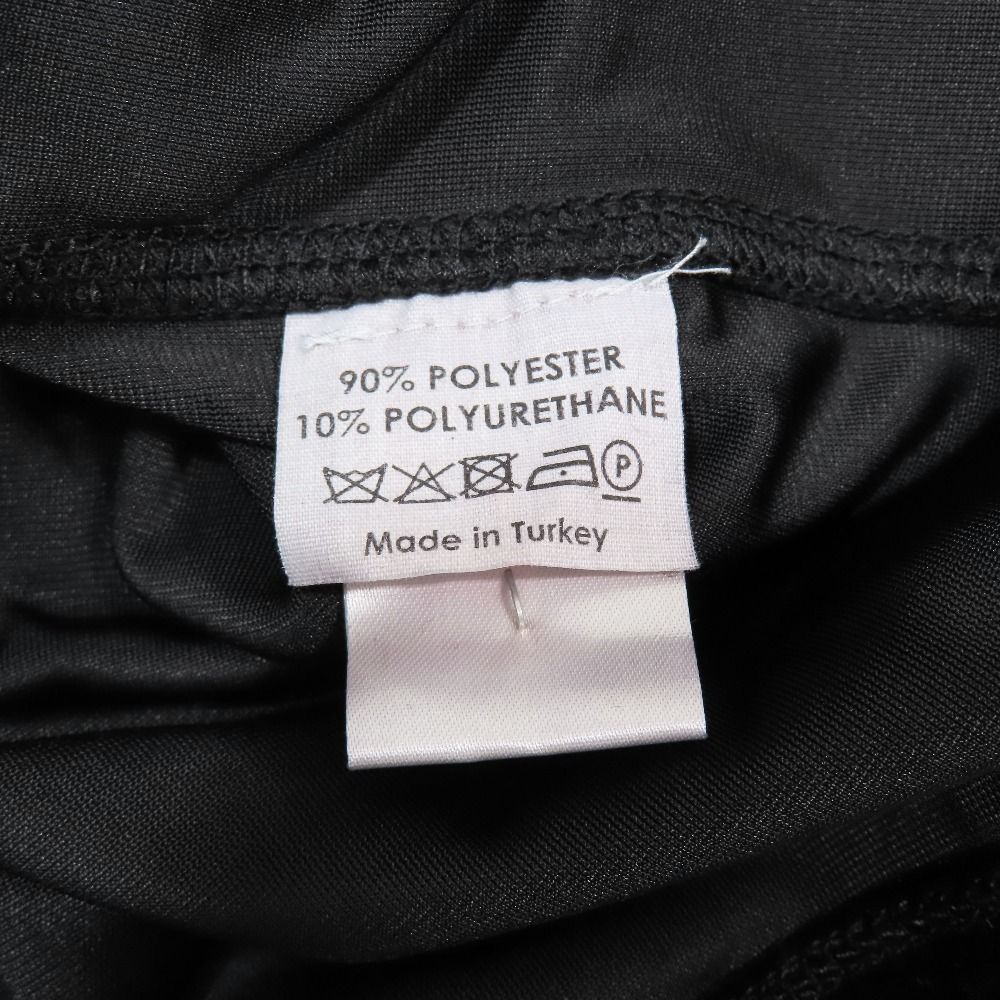 90% POLYESTER
10% POLYURETHANE
P
Made in Turkey